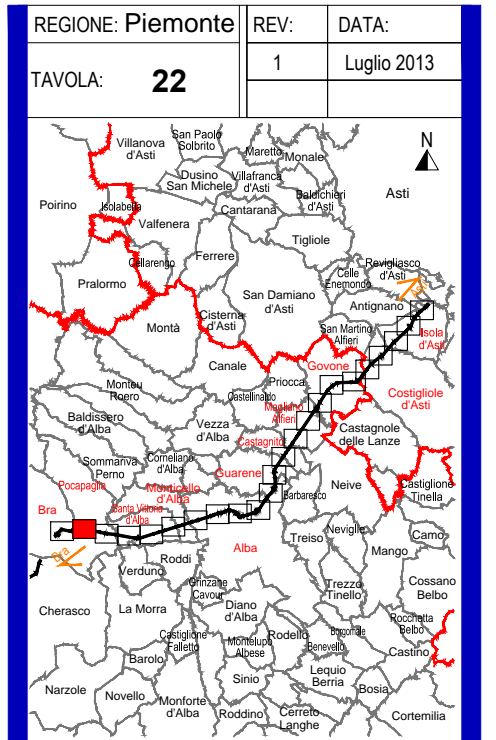 REGIONE: Piemonte
REV:
DATA:
TAVOLA: 22
1
Luglio 2013
N
San Paolo
Solbrito
Villanova
d'Asti
Maretto
Monale
Dusino
San Michele
Villafranca
d'Asti
Baldichieri
d'Asti
Asti
Poirino
Isolabella
Cantarana
Valfenera
Tigliole
Ferrere
Cellarengo
Revigliasco
d'Asti
Celle
Enemondo
Pralormo
San Damiano
d'Asti
Antignano
Cisterna
d'Asti
Montà
San Martino
Alfieri
Isola
d'Asti
Canale
Govone
Priocca
Monteu
Roero
Castellinaldo
Costigliole
d'Asti
Magliano
Alfieri
Baldissero
d'Alba
Vezza
d'Alba
Castagnito
Castagnole
delle Lanze
Sommariva
Perno
Corneliano
d'Alba
Guarene
Pocapaglia
Monticello
d'Alba
Neive
Castiglione
Tinella
Barbaresco
Bra
Santa Vittoria
d'Alba
Neviglie
Camo
Alba
Treiso
Mango
Bra
Roddi
Verduno
Grinzane
Cavour
Trezzo
Tinello
Cossano
Belbo
Cherasco
La Morra
Diano
d'Alba
Rocchetta
Belbo
Castiglione
Falletto
Montelupo
Albese
Rodello
Borgomale
Benevello
Castino
Barolo
Sinio
Lequio
Berria
Bosia
Narzole
Novello
Monforte
d'Alba
Roddino
Cerreto
Langhe
Cortemilia